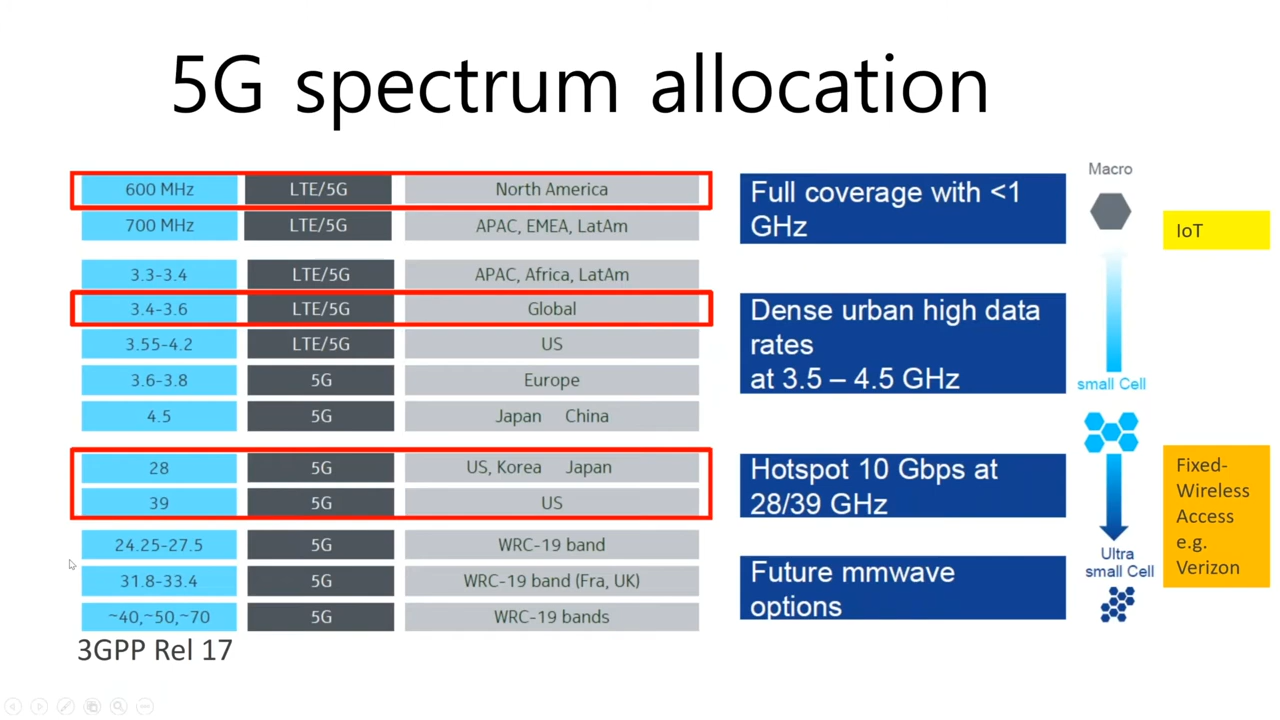 5G spectrum allocation
600 MHz LTE/5G North America
700 MHz LTE/5G APAC, EMEA, LatAm
3.3-3.4 LTE/5G APAC, Africa, LatAm
3.4-3.6 LTE/5G Global
3.55-4.2 LTE/5G US
3.6-3.8 5G Europe
4.5 5G Japan China
28 5G US, Korea Japan
39 5G US
24.25-27.5 5G WRC-19 band
31.8-33.4 5G WRC-19 band (Fra, UK)
~40,~50,~70 5G WRC-19 bands
3GPP Rel 17
Full coverage with <1
GHz
Dense urban high data
rates
at 3.5 – 4.5 GHz
Hotspot 10 Gbps at
28/39 GHz
Future mmwave
options
Macro
small Cell
Ultra
small Cell
IoT
Fixed-
Wireless
Access
e.g.
Verizon